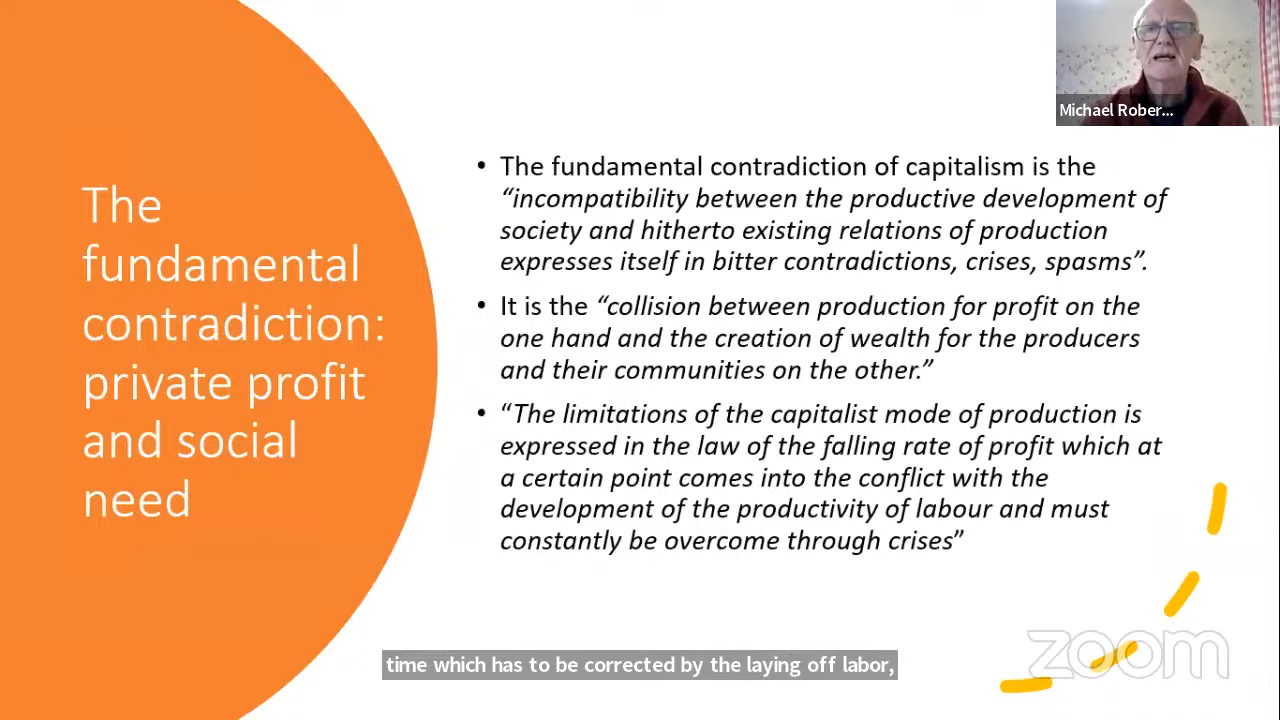 Michael Rober...
The
fundamental
contradiction:
private profit
and social
need
• The fundamental contradiction of capitalism is the
“incompatibility between the productive development of
society and hitherto existing relations of production
expresses itself in bitter contradictions, crises, spasms”.
• It is the “collision between production for profit on the
one hand and the creation of wealth for the producers
and their communities on the other.”
• “The limitations of the capitalist mode of production is
expressed in the law of the falling rate of profit which at
a certain point comes into the conflict with the
development of the productivity of labour and must
constantly be overcome through crises”
time which has to be corrected by the laying off labor,
zoom